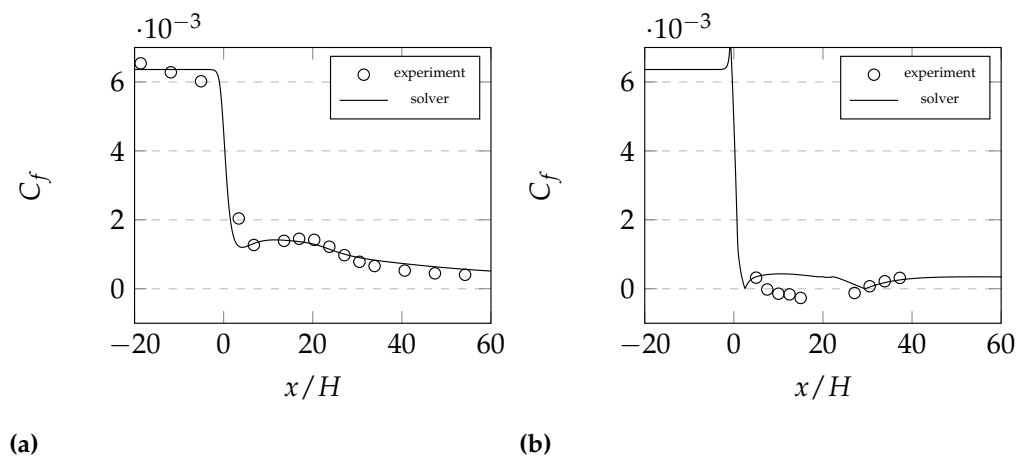 ·10⁻³
6
4
2
0
−20 0 20 40 60
C_f
x/H
experiment
solver
(a)
·10⁻³
6
4
2
0
−20 0 20 40 60
C_f
x/H
experiment
solver
(b)